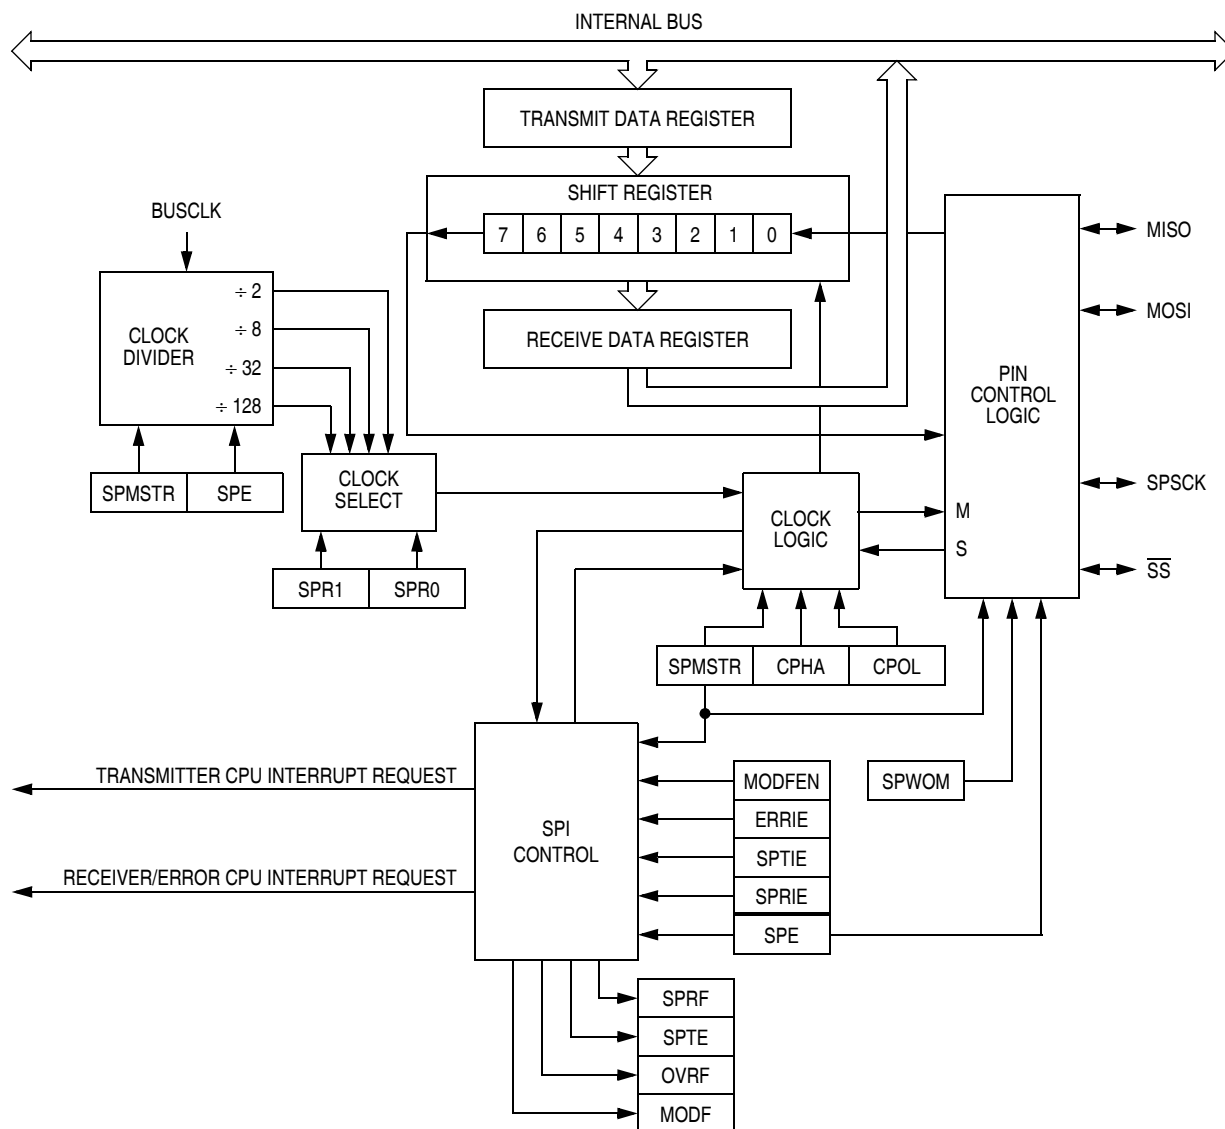 INTERNAL BUS
TRANSMIT DATA REGISTER
SHIFT REGISTER
7 6 5 4 3 2 1 0
BUSCLK
MISO
÷ 2
MOSI
÷ 8
CLOCK
DIVIDER
RECEIVE DATA REGISTER
÷ 32
÷ 128
PIN
CONTROL
LOGIC
SPMSTR SPE
CLOCK
SELECT
SPSCK
M
CLOCK
LOGIC
S
SS
SPR1 SPR0
SPMSTR CPHA CPOL
TRANSMITTER CPU INTERRUPT REQUEST
MODFEN
SPWOM
ERRIE
SPI
CONTROL
SPTIE
RECEIVER/ERROR CPU INTERRUPT REQUEST
SPRIE
SPE
SPRF
SPTE
OVRF
MODF